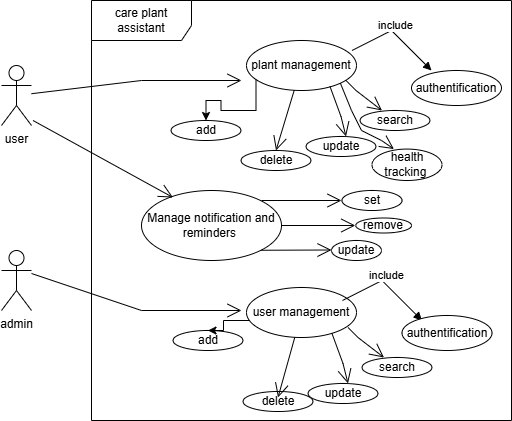 care plant
assistant
include
plant management
authentification
search
add
user
update
delete
health
tracking
set
Manage notification and
reminders
remove
update
include
user management
admin
authentification
add
search
update
delete